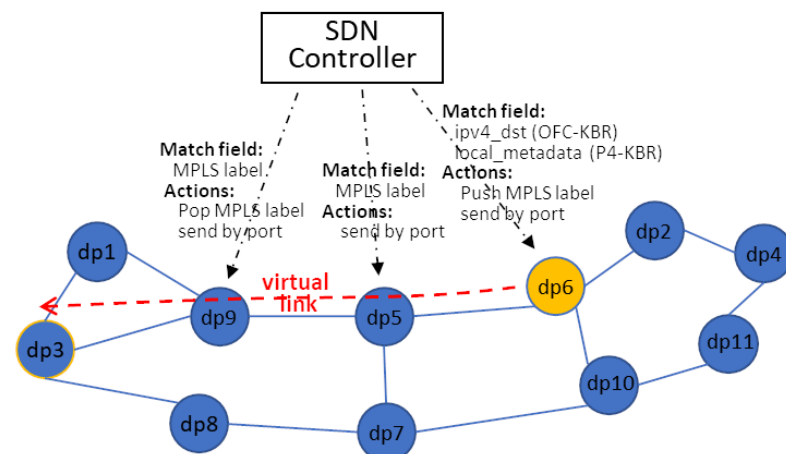 SDN
Controller
Match field:
ipv4_dst (OFC-KBR)
local_metadata (P4-KBR)
Actions:
Push MPLS label
send by port
Match field:
MPLS label
Actions:
Pop MPLS label
send by port
Match field:
MPLS label
Actions:
send by port
virtual
link
dp1
dp2
dp4
dp6
dp9
dp5
dp3
dp11
dp10
dp8
dp7